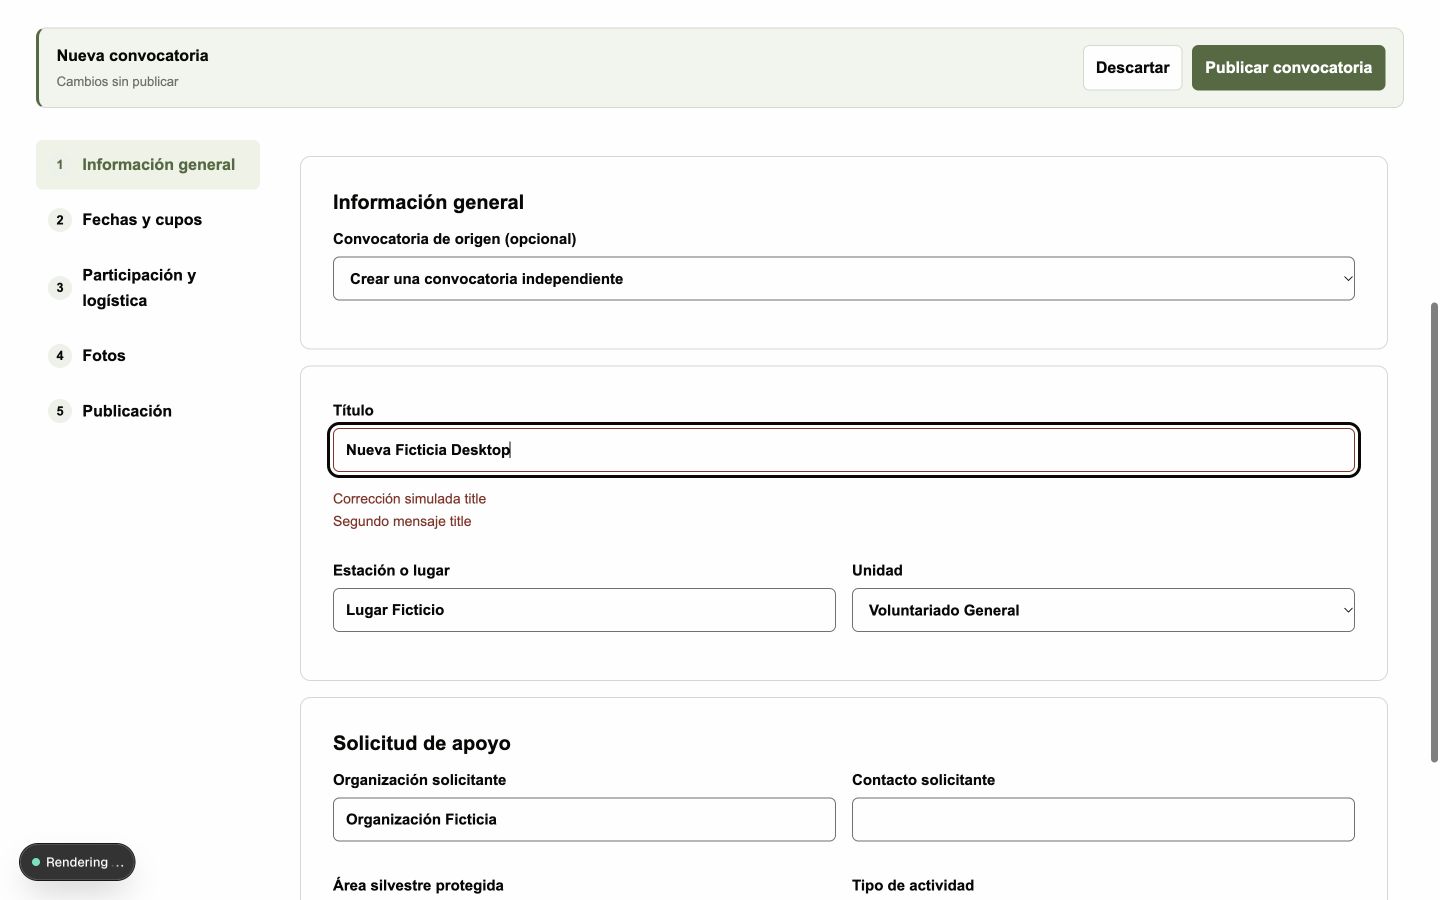 Nueva convocatoria
Cambios sin publicar
Descartar
Publicar convocatoria
1 Información general
2 Fechas y cupos
3 Participación y
logística
4 Fotos
5 Publicación
Información general
Convocatoria de origen (opcional)
Crear una convocatoria independiente
Título
Nueva Ficticia Desktop
Corrección simulada title
Segundo mensaje title
Estación o lugar
Unidad
Lugar Ficticio
Voluntariado General
Solicitud de apoyo
Organización solicitante
Contacto solicitante
Organización Ficticia
Área silvestre protegida
Tipo de actividad
Rendering ...